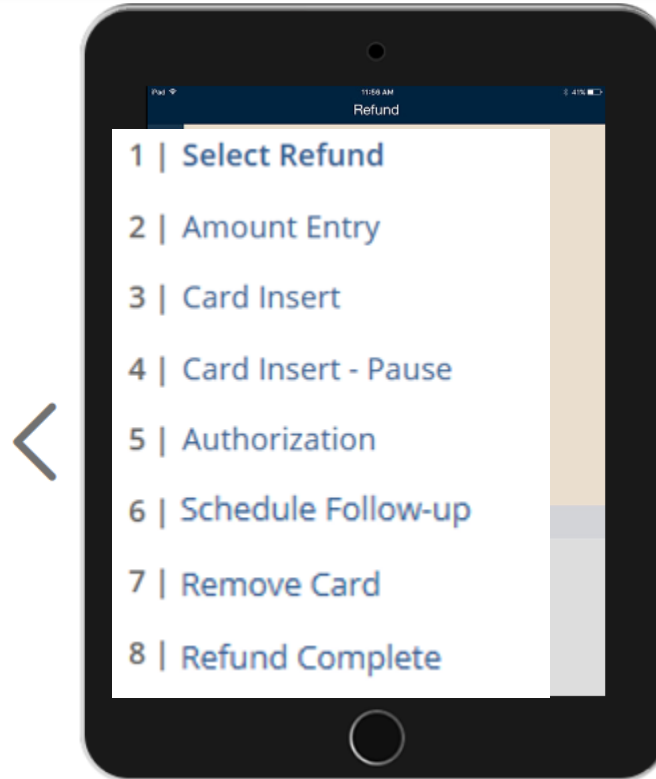 iPad 11:56 AM 41%
Refund
1 | Select Refund
2 | Amount Entry
3 | Card Insert
4 | Card Insert - Pause
5 | Authorization
6 | Schedule Follow-up
7 | Remove Card
8 | Refund Complete